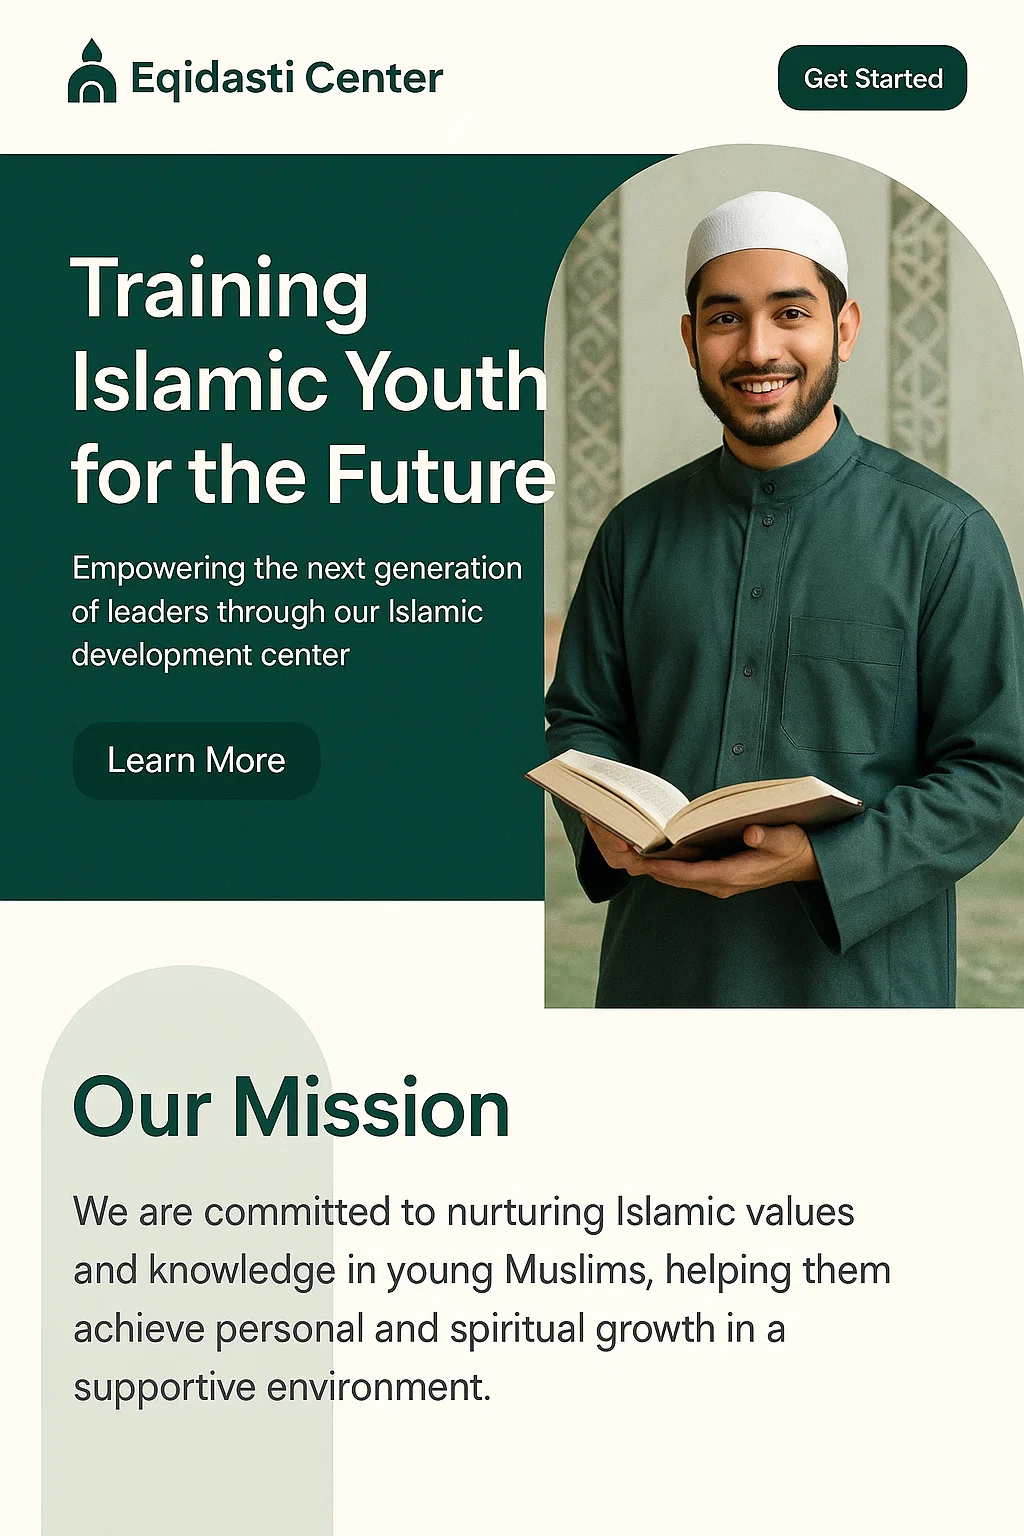 Eqidasti Center
Get Started
Training
Islamic Youth
for the Future
Empowering the next generation
of leaders through our Islamic
development center
Learn More
Our Mission
We are committed to nurturing Islamic values
and knowledge in young Muslims, helping them
achieve personal and spiritual growth in a
supportive environment.